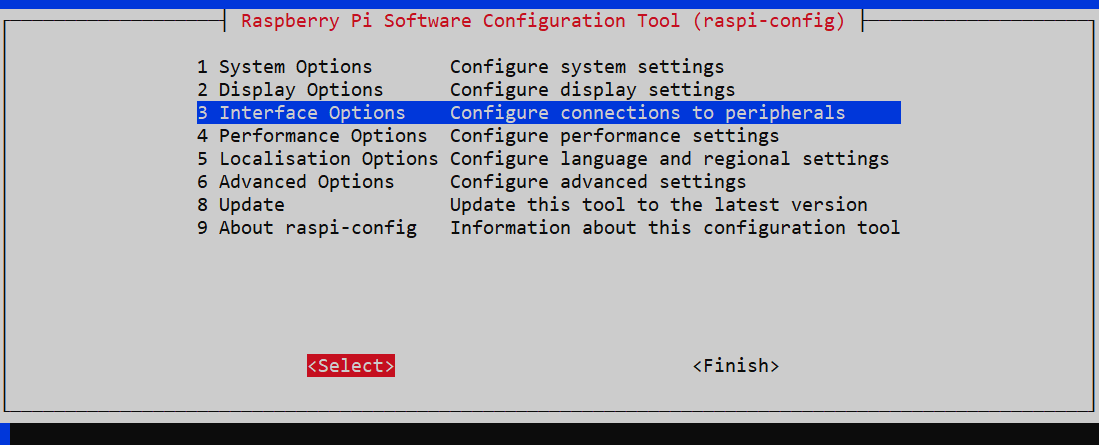 Raspberry Pi Software Configuration Tool (raspi-config)
1 System Options Configure system settings
2 Display Options Configure display settings
3 Interface Options Configure connections to peripherals
4 Performance Options Configure performance settings
5 Localisation Options Configure language and regional settings
6 Advanced Options Configure advanced settings
8 Update Update this tool to the latest version
9 About raspi-config Information about this configuration tool
<Select> <Finish>